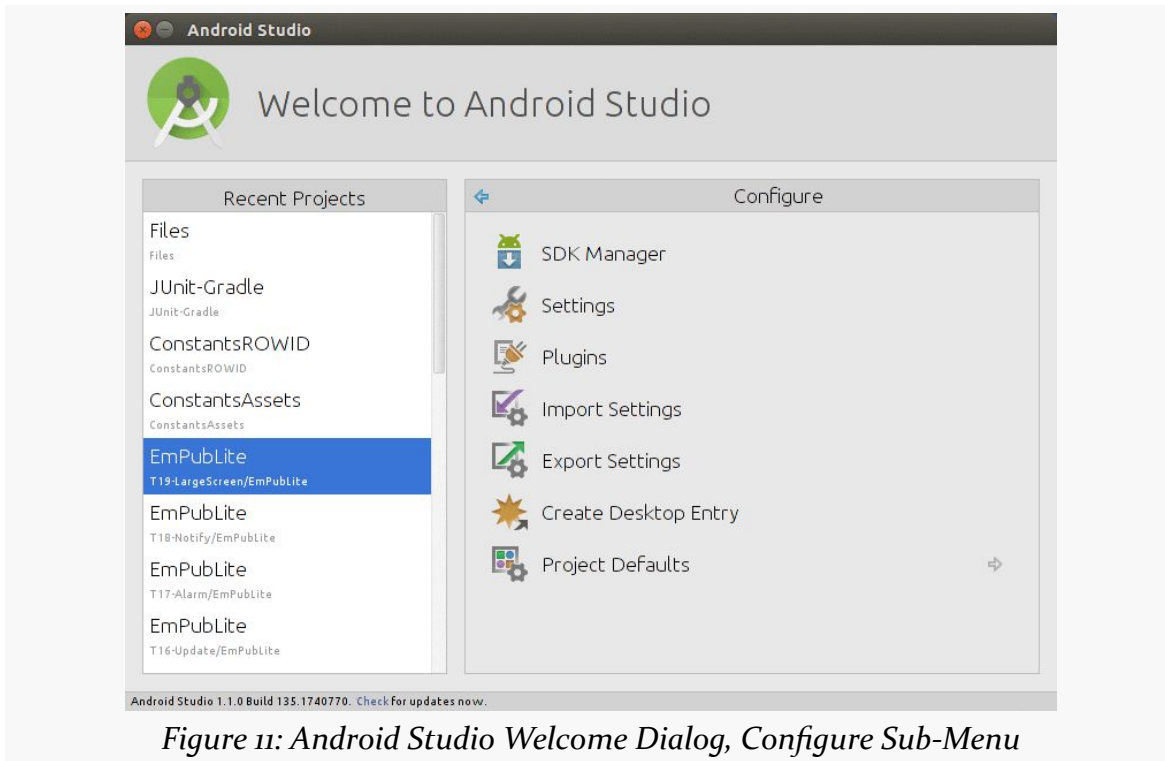 Android Studio
Welcome to Android Studio
Recent Projects
Files
Files
JUnit-Gradle
JUnit-Gradle
ConstantsROWID
ConstantsROWID
ConstantsAssets
ConstantsAssets
EmPubLite
T19-LargeScreen/EmPubLite
EmPubLite
T18-Notify/EmPubLite
EmPubLite
T17-Alarm/EmPubLite
EmPubLite
T16-Update/EmPubLite
Configure
SDK Manager
Settings
Plugins
Import Settings
Export Settings
Create Desktop Entry
Project Defaults
Android Studio 1.1.0 Build 135.1740770. Check for updates now.
Figure 11: Android Studio Welcome Dialog, Configure Sub-Menu